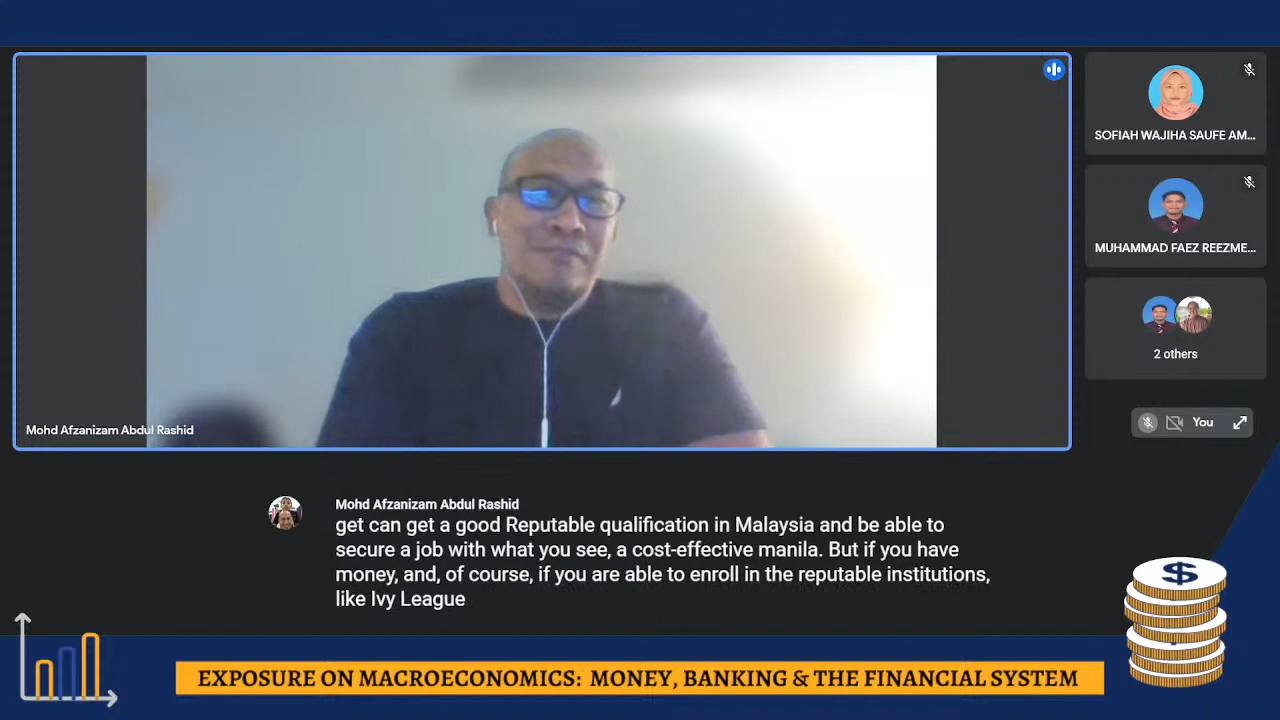 SOFIAH WAJIHA SAUFE AM...
MUHAMMAD FAEZ REEZME...
2 others
You
Mohd Afzanizam Abdul Rashid
Mohd Afzanizam Abdul Rashid
get can get a good Reputable qualification in Malaysia and be able to
secure a job with what you see, a cost-effective manila. But if you have
money, and, of course, if you are able to enroll in the reputable institutions,
like Ivy League
$
EXPOSURE ON MACROECONOMICS: MONEY, BANKING & THE FINANCIAL SYSTEM